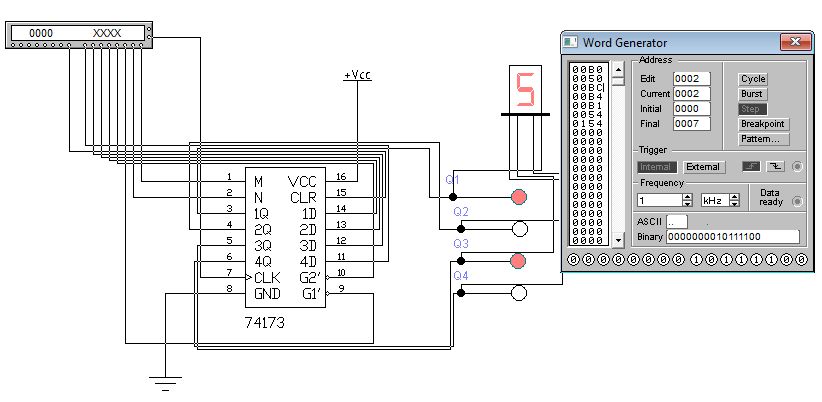 0000 XXXX
+Vcc
5
1 M VCC 16
2 N CLR 15
3 1Q 1D 14
4 2Q 2D 13
5 3Q 3D 12
6 4Q 4D 11
7 CLK G2' 10
8 GND G1' 9
74173
Q1
Q2
Q3
Q4
Word Generator
00B0
0050
00BC
00B4
00B1
0054
0154
0000
0000
0000
0000
0000
0000
0000
0000
0000
0000
Address
Edit 0002
Current 0002
Initial 0000
Final 0007
Cycle
Burst
Step
Breakpoint
Pattern...
Trigger
Internal External
Frequency
1 kHz
Data ready
ASCII ..
Binary 0000000010111100
0 0 0 0 0 0 0 0 1 0 1 1 1 1 0 0